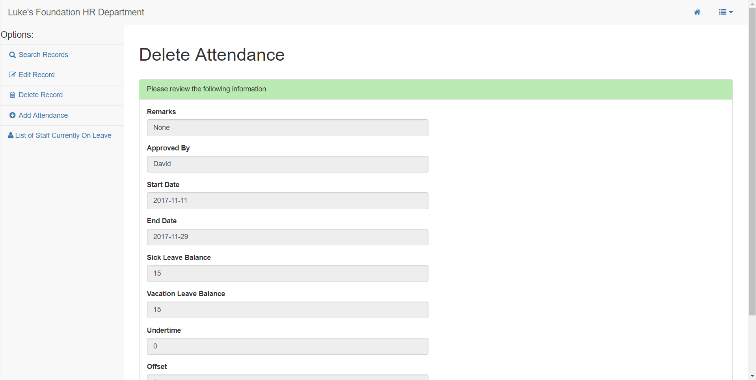 Luke's Foundation HR Department
Options:
Search Records
Edit Record
Delete Record
Add Attendance
List of Staff Currently On Leave
Delete Attendance
Please review the following information
Remarks
None
Approved By
David
Start Date
2017-11-11
End Date
2017-11-29
Sick Leave Balance
15
Vacation Leave Balance
15
Undertime
0
Offset